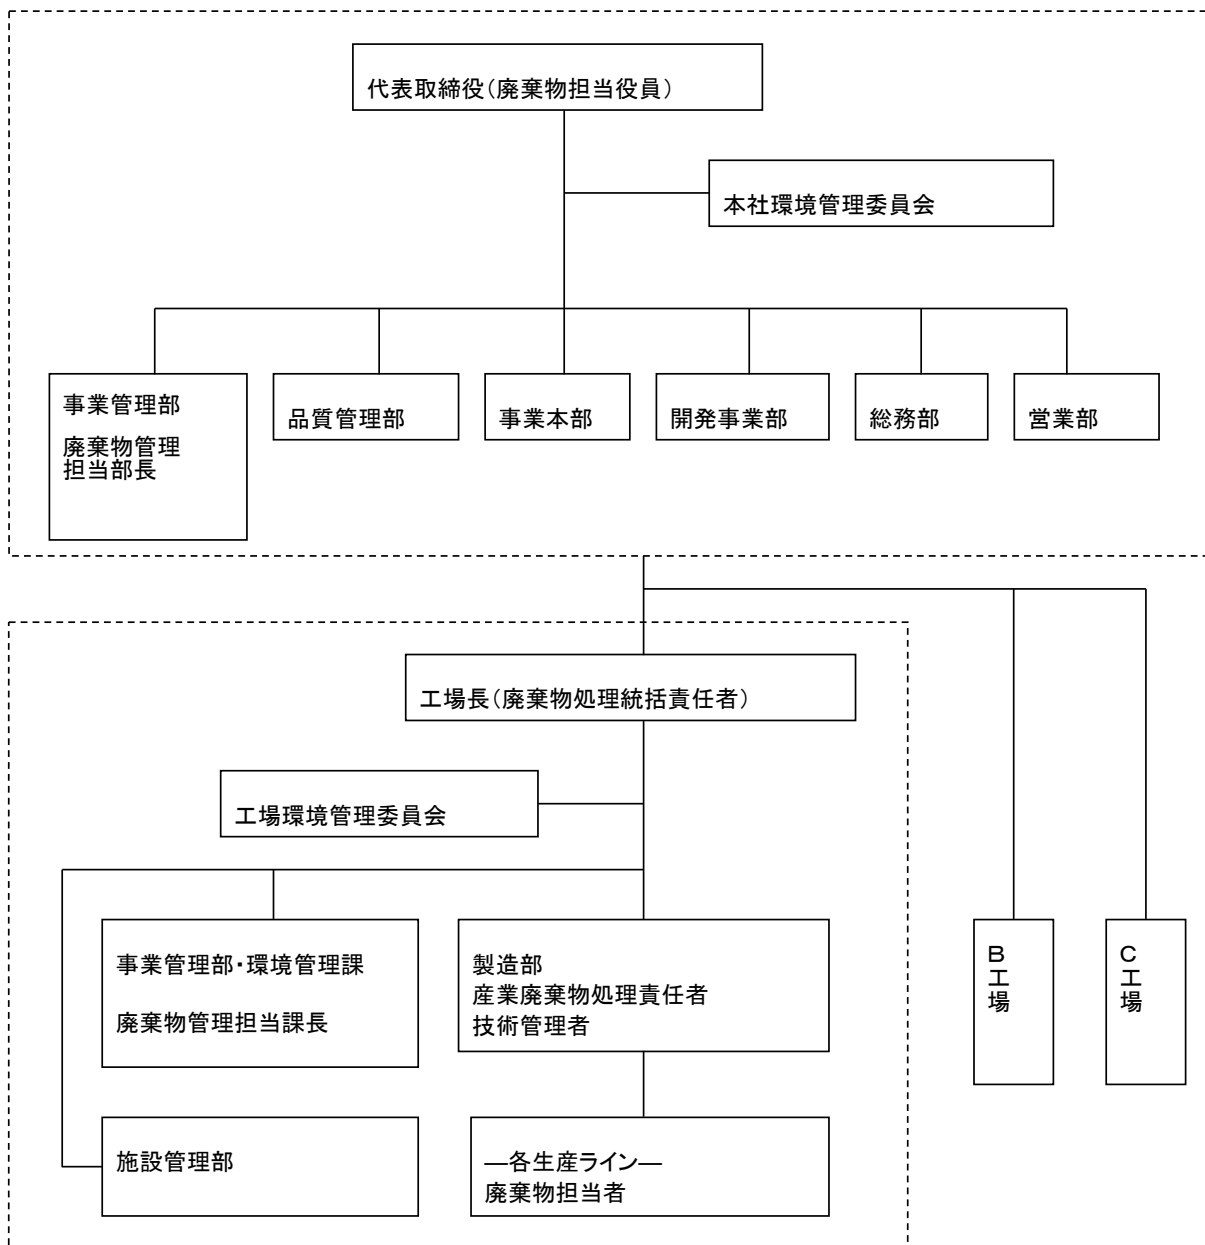 代表取締役（廃棄物担当役員）
本社環境管理委員会
事業管理部
廃棄物管理
担当部長
品質管理部
事業本部
開発事業部
総務部
営業部
工場長（廃棄物処理統括責任者）
工場環境管理委員会
事業管理部・環境管理課
廃棄物管理担当課長
製造部
産業廃棄物処理責任者
技術管理者
B工場
C工場
施設管理部
―各生産ライン―
廃棄物担当者